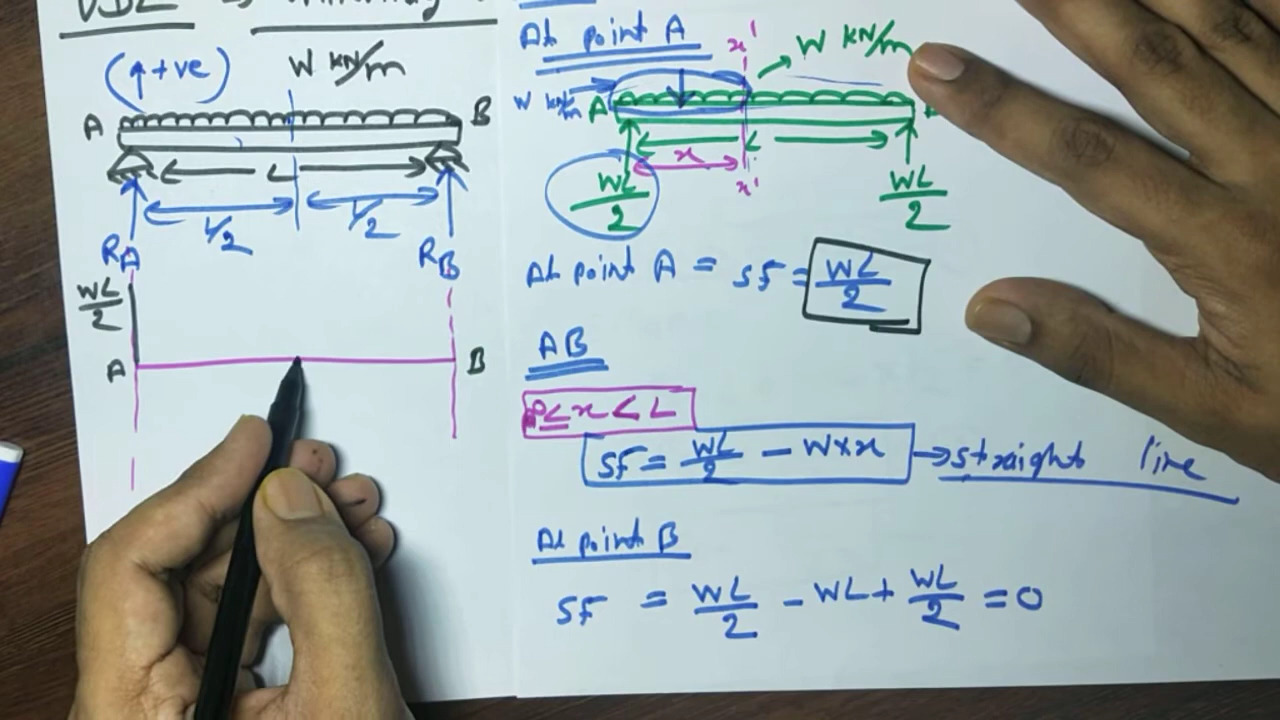 UDL →
(↑+ve) W kN/m
A B
L
L/2 L/2
RA RB
WL/2
A B
At point A
x' W kN/m
W kN/m A
L
x
x'
WL/2 WL/2
At point A = SF = WL/2
AB
0 ≤ x < L
SF = WL/2 - W×x → straight line
At point B
SF = WL/2 - WL + WL/2 = 0